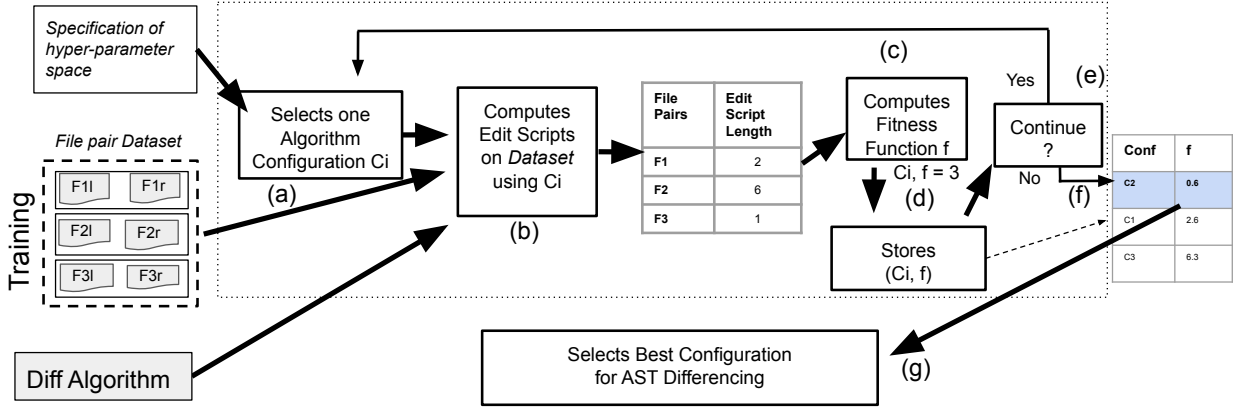 Specification of
hyper-parameter
space
File pair Dataset
Training
F1l
F1r
F2l
F2r
F3l
F3r
Diff Algorithm
Selects one
Algorithm
Configuration Ci
(a)
Computes
Edit Scripts
on Dataset
using Ci
(b)
File
Pairs
Edit
Script
Length
F1
2
F2
6
F3
1
(c)
Computes
Fitness
Function f
Ci, f = 3
(d)
Stores
(Ci, f)
Yes
(e)
Continue
?
No
(f)
Conf
f
C2
0.6
C1
2.6
C3
6.3
(g)
Selects Best Configuration
for AST Differencing